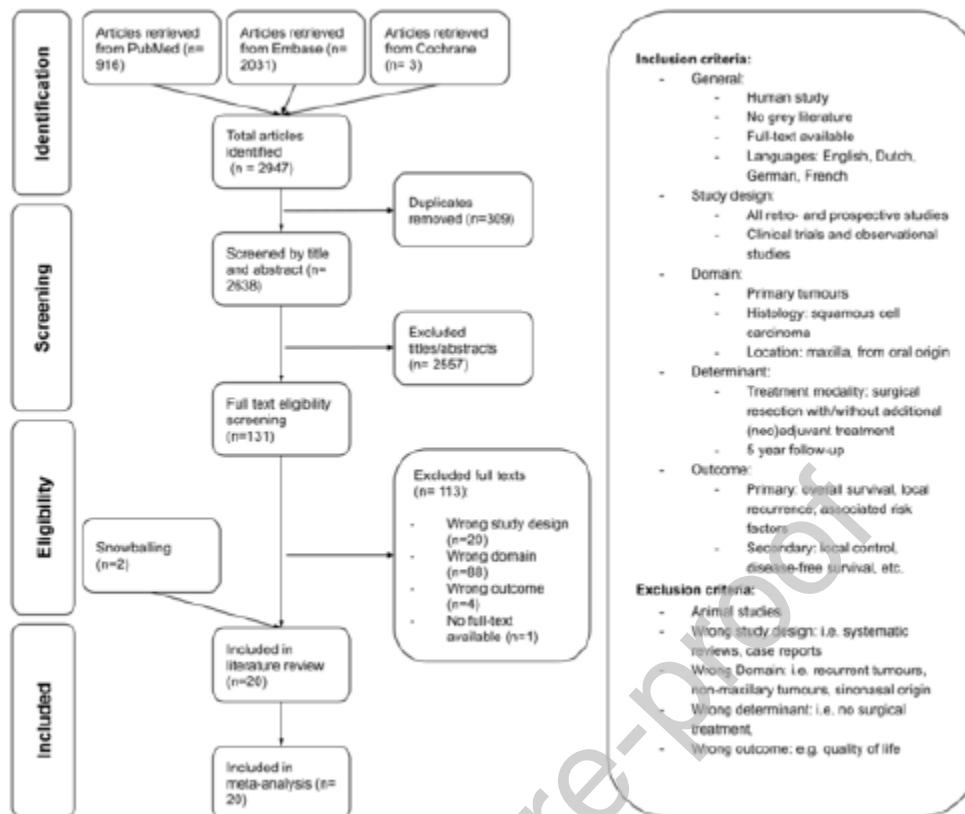 Identification
Articles retrieved
from PubMed (n=
916)
Articles retrieved
from Embase (n=
2031)
Articles retrieved
from Cochrane
(n= 3)
Total articles
identified
(n = 2947)
Duplicates
removed (n=309)
Screening
Screened by title
and abstract (n=
2638)
Excluded
titles/abstracts
(n= 2557)
Full text eligibility
screening
(n=131)
Eligibility
Excluded full texts
(n= 113):
- Wrong study design
(n=20)
- Wrong domain
(n=88)
- Wrong outcome
(n=4)
- No full-text
available (n=1)
Snowballing
(n=2)
Included
Included in
literature review
(n=20)
Included in
meta-analysis (n=
20)
Inclusion criteria:
- General:
- Human study
- No grey literature
- Full-text available
- Languages: English, Dutch,
German, French
- Study design:
- All retro- and prospective studies
- Clinical trials and observational
studies
- Domain:
- Primary tumours
- Histology: squamous cell
carcinoma
- Location: maxilla, from oral origin
- Determinant:
- Treatment modality: surgical
resection with/without additional
(neo)adjuvant treatment
- 5 year follow-up
- Outcome:
- Primary: overall survival, local
recurrence, associated risk
factors
- Secondary: local control,
disease-free survival, etc.
Exclusion criteria:
- Animal studies
- Wrong study design: i.e. systematic
reviews, case reports
- Wrong Domain: i.e. recurrent tumours,
non-maxillary tumours, sinonasal origin
- Wrong determinant: i.e. no surgical
treatment,
- Wrong outcome: e.g. quality of life
re-proof